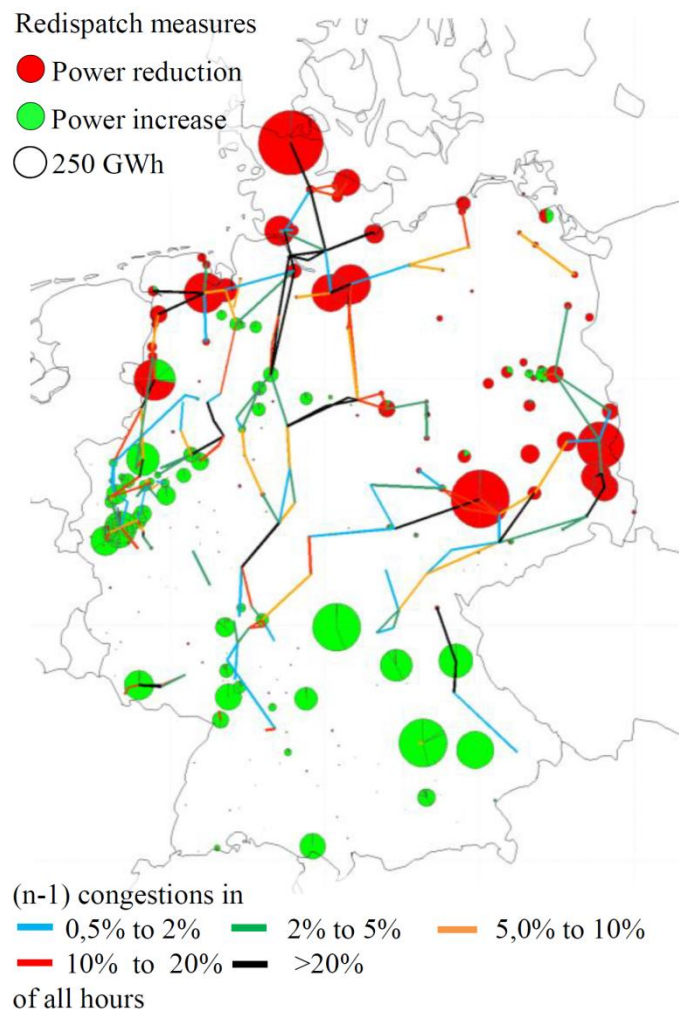 Redispatch measures
Power reduction
Power increase
250 GWh
(n-1) congestions in
0,5% to 2% 2% to 5% 5,0% to 10%
10% to 20% >20%
of all hours